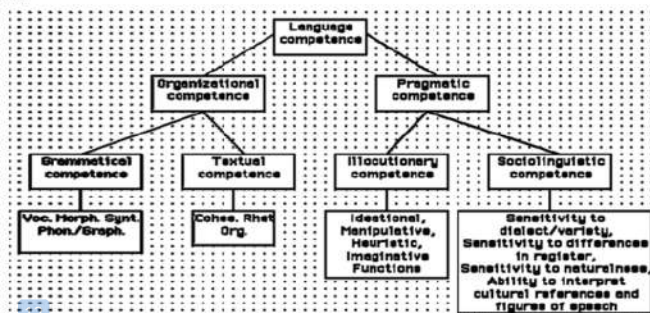 Language
competence
Organizational
competence
Pragmatic
competence
Grammatical
competence
Textual
competence
Illocutionary
competence
Sociolinguistic
competence
Voc. Morph. Synt.
Phon./Graph.
Cohes. Rhet
Org.
Ideational,
Manipulative,
Heuristic,
Imaginative
Functions
Sensitivity to
dialect/variety,
Sensitivity to differences
in register,
Sensitivity to naturalness,
Ability to interpret
cultural references and
figures of speech